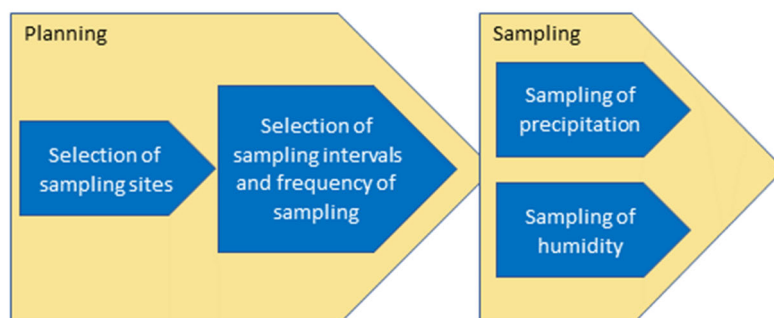 Planning
Selection of
sampling sites
Selection of
sampling intervals
and frequency of
sampling
Sampling
Sampling of
precipitation
Sampling of
humidity